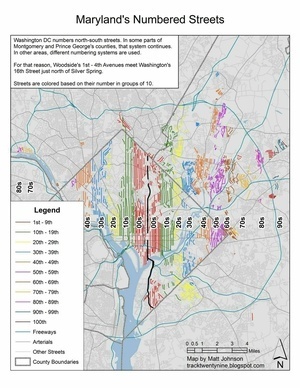 Maryland's Numbered Streets
Washington DC numbers north-south streets. In some parts of
Montgomery and Prince George's counties, that system continues.
In other areas, different numbering systems are used.
For that reason, Woodside's 1st - 4th Avenues meet Washington's
16th Street just north of Silver Spring.
Streets are colored based on their number in groups of 10.
80s
70s
40s
30s
20s
10s
00s
00s
10s
20s
30s
40s
50s
60s
70s
80s
90s
Legend
1st - 9th
10th - 19th
20th - 29th
30th - 39th
40th - 49th
50th - 59th
60th - 69th
70th - 79th
80th - 89th
90th - 99th
100th
Freeways
Arterials
Other Streets
County Boundaries
0 0.5 1 2 3 4
Miles
Map by Matt Johnson
tracktwentynine.blogspot.com
N